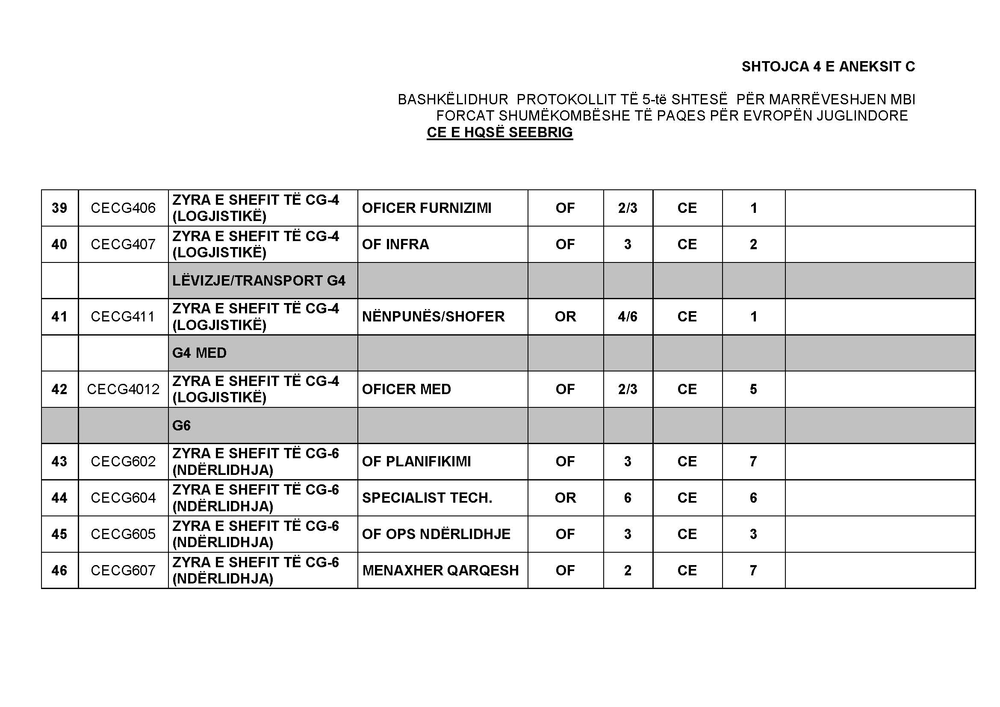 SHTOJCA 4 E ANEKSIT C
BASHKËLIDHUR PROTOKOLLIT TË 5-të SHTESË PËR MARRËVESHJEN MBI
FORCAT SHUMËKOMBËSHE TË PAQES PËR EVROPËN JUGLINDORE
CE E HQSË SEEBRIG
39 CECG406 ZYRA E SHEFIT TË CG-4 (LOGJISTIKË) OFICER FURNIZIMI OF 2/3 CE 1
40 CECG407 ZYRA E SHEFIT TË CG-4 (LOGJISTIKË) OF INFRA OF 3 CE 2
LËVIZJE/TRANSPORT G4
41 CECG411 ZYRA E SHEFIT TË CG-4 (LOGJISTIKË) NËNPUNËS/SHOFER OR 4/6 CE 1
G4 MED
42 CECG4012 ZYRA E SHEFIT TË CG-4 (LOGJISTIKË) OFICER MED OF 2/3 CE 5
G6
43 CECG602 ZYRA E SHEFIT TË CG-6 (NDËRLIDHJA) OF PLANIFIKIMI OF 3 CE 7
44 CECG604 ZYRA E SHEFIT TË CG-6 (NDËRLIDHJA) SPECIALIST TECH. OR 6 CE 6
45 CECG605 ZYRA E SHEFIT TË CG-6 (NDËRLIDHJA) OF OPS NDËRLIDHJE OF 3 CE 3
46 CECG607 ZYRA E SHEFIT TË CG-6 (NDËRLIDHJA) MENAXHER QARQESH OF 2 CE 7